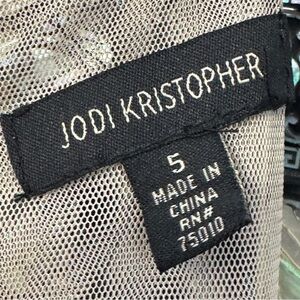 JODI KRISTOPHER
5
MADE IN
CHINA
RN#
75010